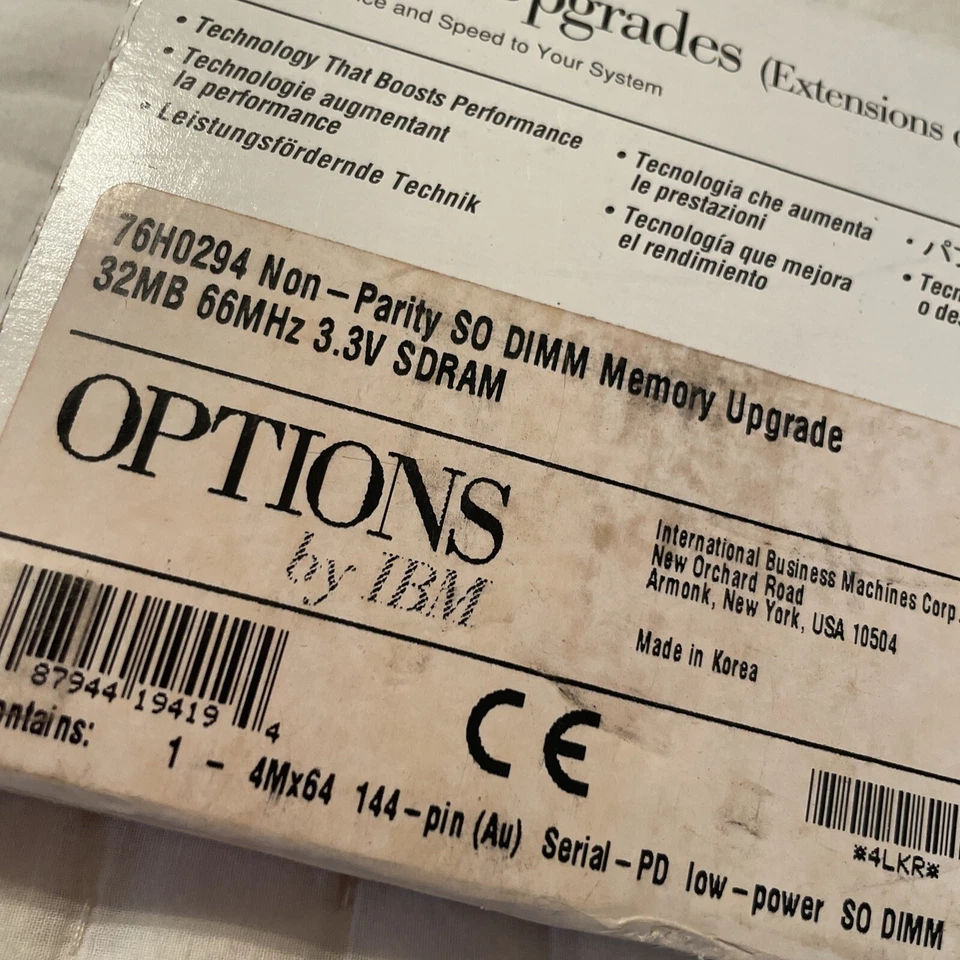 Upgrades (Extensions
and Speed to Your System
• Technology That Boosts Performance
• Technologie augmentant
la performance
• Leistungsfördernde Technik
• Tecnologia che aumenta
le prestazioni
• Tecnología que mejora
el rendimiento
76H0294 Non-Parity SO DIMM Memory Upgrade
32MB 66MHz 3.3V SDRAM
OPTIONS
by IBM
International Business Machines Corp.
New Orchard Road
Armonk, New York, USA 10504
Made in Korea
87944 19419 4
CE
*4LKR*
1 - 4Mx64 144-pin (Au) Serial-PD low-power SO DIMM